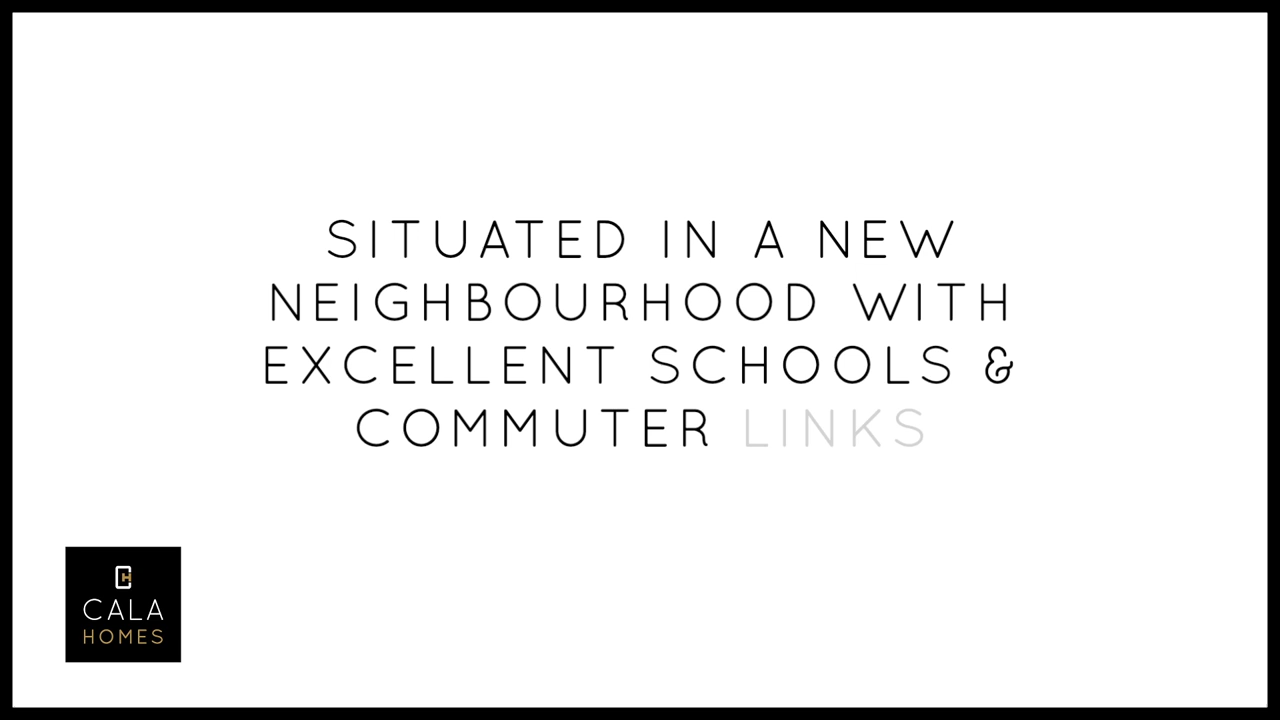 SITUATED IN A NEW
NEIGHBOURHOOD WITH
EXCELLENT SCHOOLS &
COMMUTER LINKS
CALA
HOMES